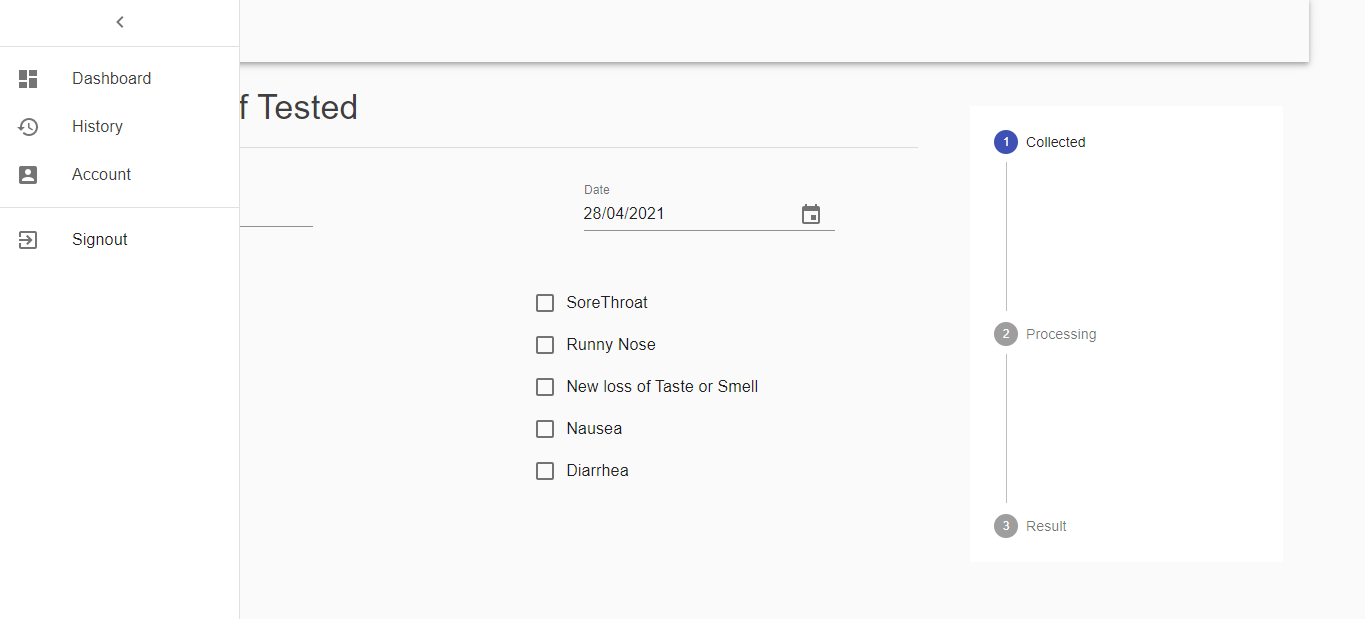 Dashboard
History
Account
Signout
f Tested
Date
28/04/2021
SoreThroat
Runny Nose
New loss of Taste or Smell
Nausea
Diarrhea
1 Collected
2 Processing
3 Result